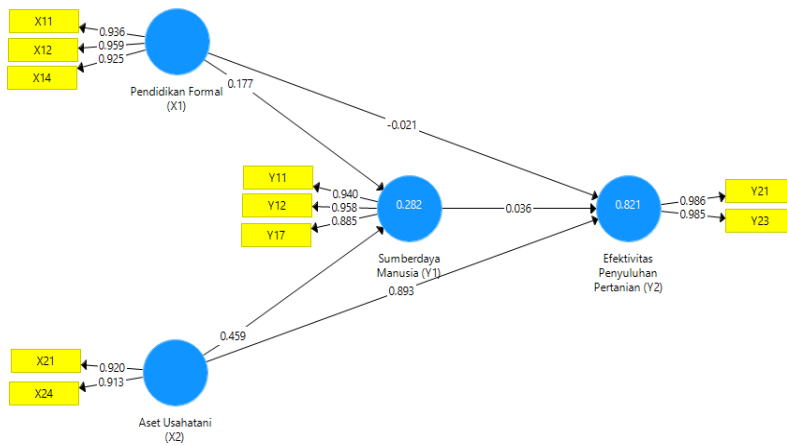 X11
0.936
X12
0.959
0.925
X14
Pendidikan Formal
(X1)
0.177
-0.021
Y11
0.940
Y12
0.958
0.885
Y17
0.282
Sumberdaya
Manusia (Y1)
0.036
0.821
Efektivitas
Penyuluhan
Pertanian (Y2)
0.986
Y21
0.985
Y23
0.893
0.459
X21
0.920
0.913
X24
Aset Usahatani
(X2)